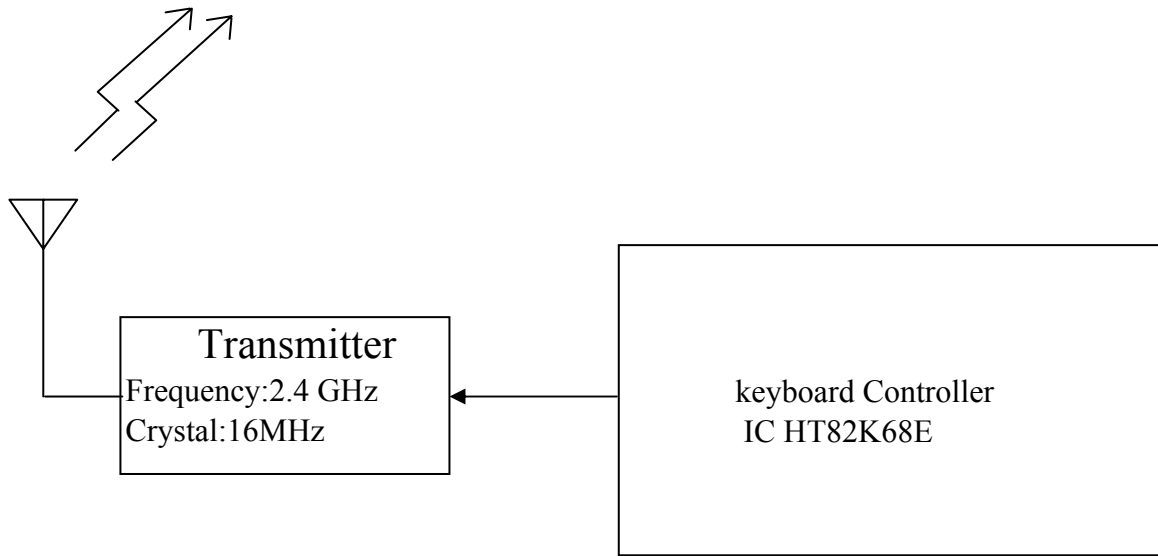 Transmitter
Frequency:2.4 GHz
Crystal:16MHz
keyboard Controller
IC HT82K68E